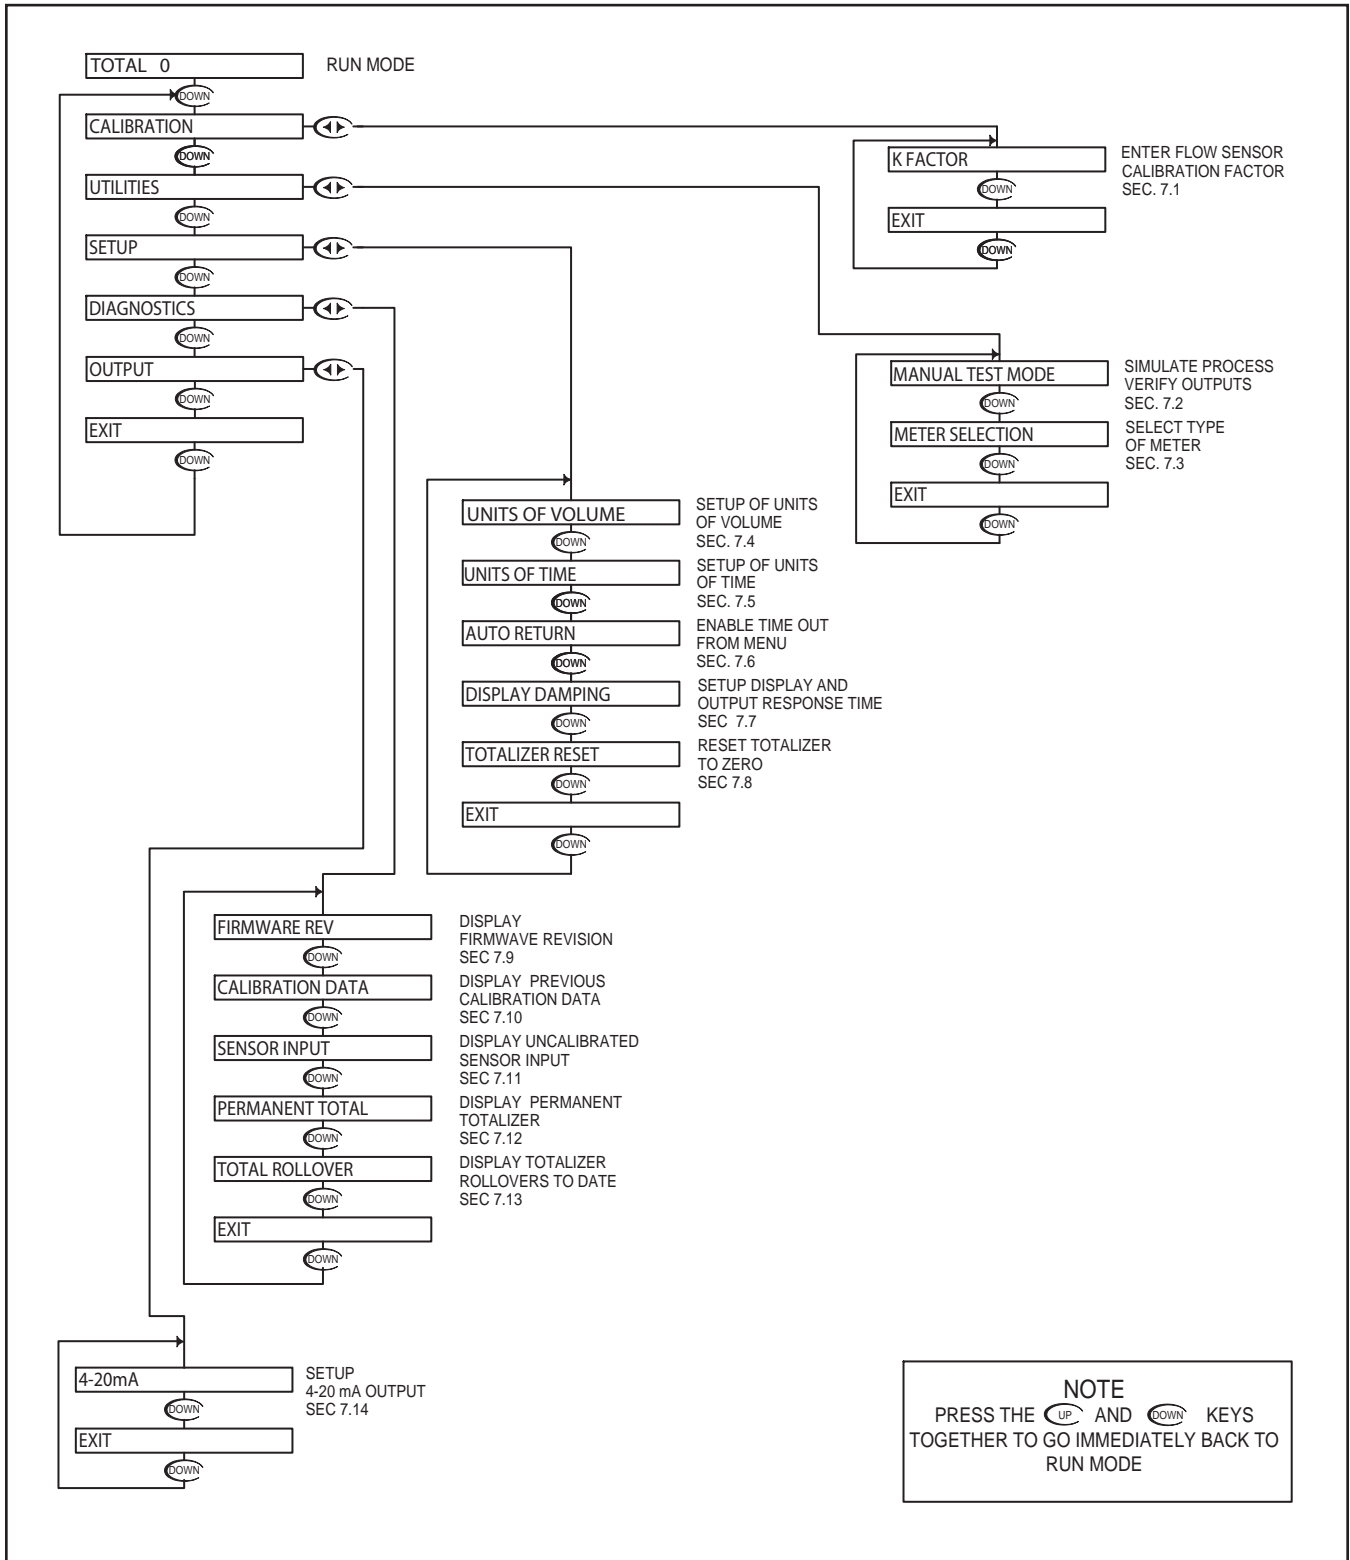 TOTAL 0
RUN MODE
DOWN
CALIBRATION
DOWN
UTILITIES
DOWN
SETUP
DOWN
DIAGNOSTICS
DOWN
OUTPUT
DOWN
EXIT
DOWN
K FACTOR
ENTER FLOW SENSOR
CALIBRATION FACTOR
SEC. 7.1
DOWN
EXIT
DOWN
MANUAL TEST MODE
SIMULATE PROCESS
VERIFY OUTPUTS
SEC. 7.2
DOWN
METER SELECTION
SELECT TYPE
OF METER
SEC. 7.3
DOWN
EXIT
DOWN
UNITS OF VOLUME
SETUP OF UNITS
OF VOLUME
SEC. 7.4
DOWN
UNITS OF TIME
SETUP OF UNITS
OF TIME
SEC. 7.5
DOWN
AUTO RETURN
ENABLE TIME OUT
FROM MENU
SEC. 7.6
DOWN
DISPLAY DAMPING
SETUP DISPLAY AND
OUTPUT RESPONSE TIME
SEC 7.7
DOWN
TOTALIZER RESET
RESET TOTALIZER
TO ZERO
SEC 7.8
DOWN
EXIT
DOWN
FIRMWARE REV
DISPLAY
FIRMWAVE REVISION
SEC 7.9
DOWN
CALIBRATION DATA
DISPLAY PREVIOUS
CALIBRATION DATA
SEC 7.10
DOWN
SENSOR INPUT
DISPLAY UNCALIBRATED
SENSOR INPUT
SEC 7.11
DOWN
PERMANENT TOTAL
DISPLAY PERMANENT
TOTALIZER
SEC 7.12
DOWN
TOTAL ROLLOVER
DISPLAY TOTALIZER
ROLLOVERS TO DATE
SEC 7.13
DOWN
EXIT
DOWN
4-20mA
SETUP
4-20 mA OUTPUT
SEC 7.14
DOWN
EXIT
DOWN
NOTE
PRESS THE UP AND DOWN KEYS
TOGETHER TO GO IMMEDIATELY BACK TO
RUN MODE